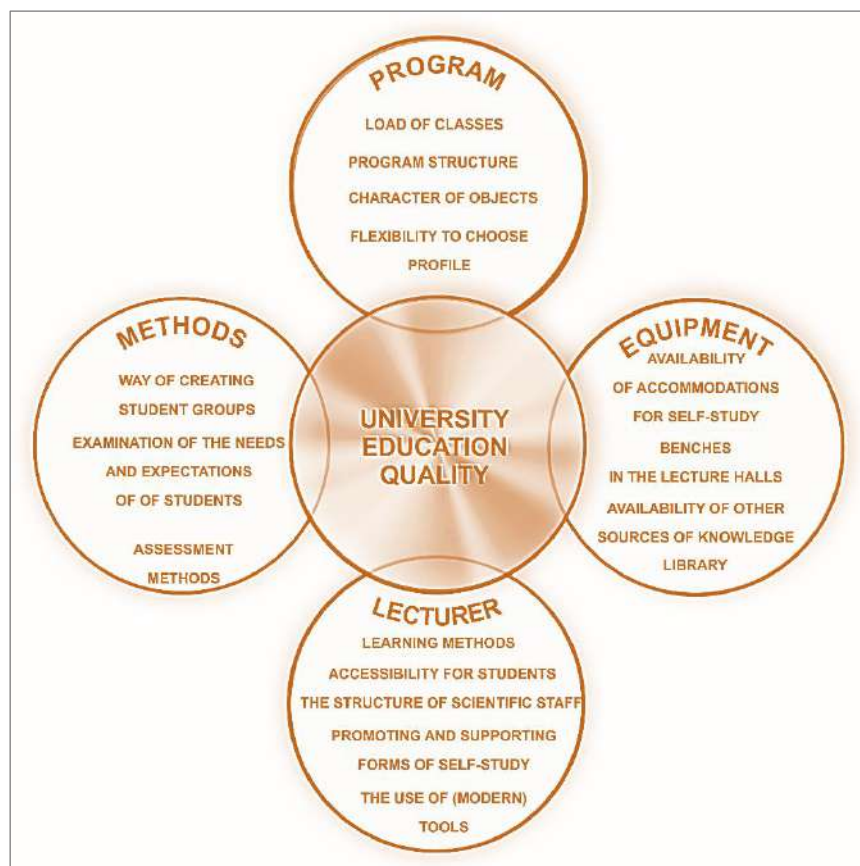 PROGRAM
LOAD OF CLASSES
PROGRAM STRUCTURE
CHARACTER OF OBJECTS
FLEXIBILITY TO CHOOSE
PROFILE
METHODS
WAY OF CREATING
STUDENT GROUPS
EXAMINATION OF THE NEEDS
AND EXPECTATIONS
OF OF STUDENTS
ASSESSMENT
METHODS
UNIVERSITY
EDUCATION
QUALITY
EQUIPMENT
AVAILABILITY
OF ACCOMMODATIONS
FOR SELF-STUDY
BENCHES
IN THE LECTURE HALLS
AVAILABILITY OF OTHER
SOURCES OF KNOWLEDGE
LIBRARY
LECTURER
LEARNING METHODS
ACCESSIBILITY FOR STUDENTS
THE STRUCTURE OF SCIENTIFIC STAFF
PROMOTING AND SUPPORTING
FORMS OF SELF-STUDY
THE USE OF (MODERN)
TOOLS